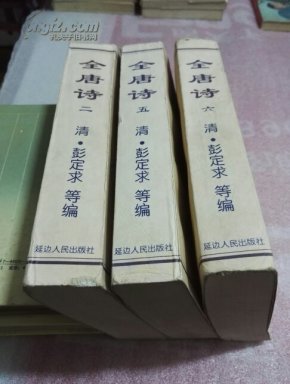 全唐诗
二
清·彭定求 等编
延边人民出版社
全唐诗
五
清·彭定求 等编
延边人民出版社
全唐诗
六
清·彭定求 等编
延边人民出版社